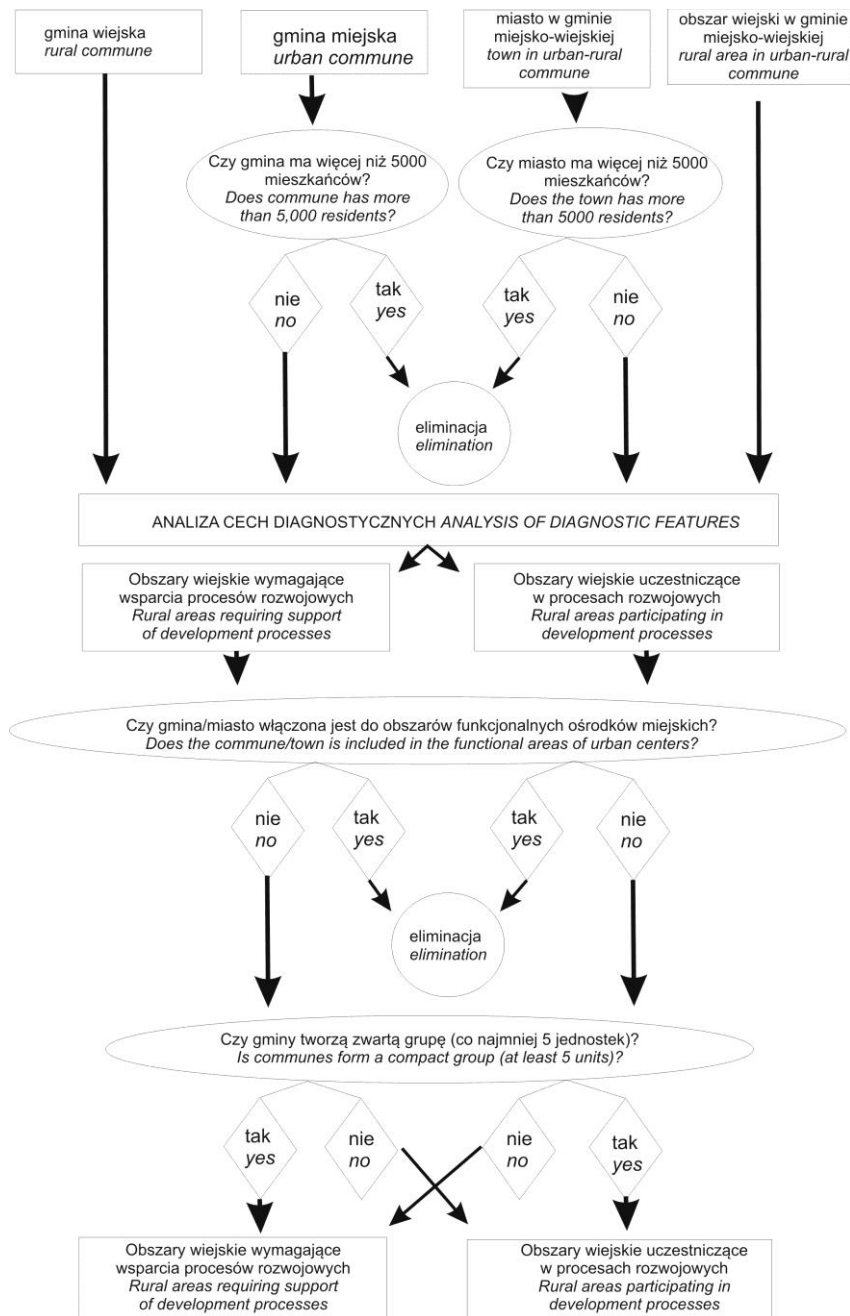 gmina wiejska
rural commune
gmina miejska
urban commune
miasto w gminie
miejsko-wiejskiej
town in urban-rural
commune
obszar wiejski w gminie
miejsko-wiejskiej
rural area in urban-rural
commune
Czy gmina ma więcej niż 5000
mieszkańców?
Does commune has more
than 5,000 residents?
Czy miasto ma więcej niż 5000
mieszkańców?
Does the town has more
than 5000 residents?
nie
no
tak
yes
tak
yes
nie
no
eliminacja
elimination
ANALIZA CECH DIAGNOSTYCZNYCH ANALYSIS OF DIAGNOSTIC FEATURES
Obszary wiejskie wymagające
wsparcia procesów rozwojowych
Rural areas requiring support
of development processes
Obszary wiejskie uczestniczące
w procesach rozwojowych
Rural areas participating in
development processes
Czy gmina/miasto włączona jest do obszarów funkcjonalnych ośrodków miejskich?
Does the commune/town is included in the functional areas of urban centers?
nie
no
tak
yes
tak
yes
nie
no
eliminacja
elimination
Czy gminy tworzą zwartą grupę (co najmniej 5 jednostek)?
Is communes form a compact group (at least 5 units)?
tak
yes
nie
no
nie
no
tak
yes
Obszary wiejskie wymagające
wsparcia procesów rozwojowych
Rural areas requiring support
of development processes
Obszary wiejskie uczestniczące
w procesach rozwojowych
Rural areas participating in
development processes